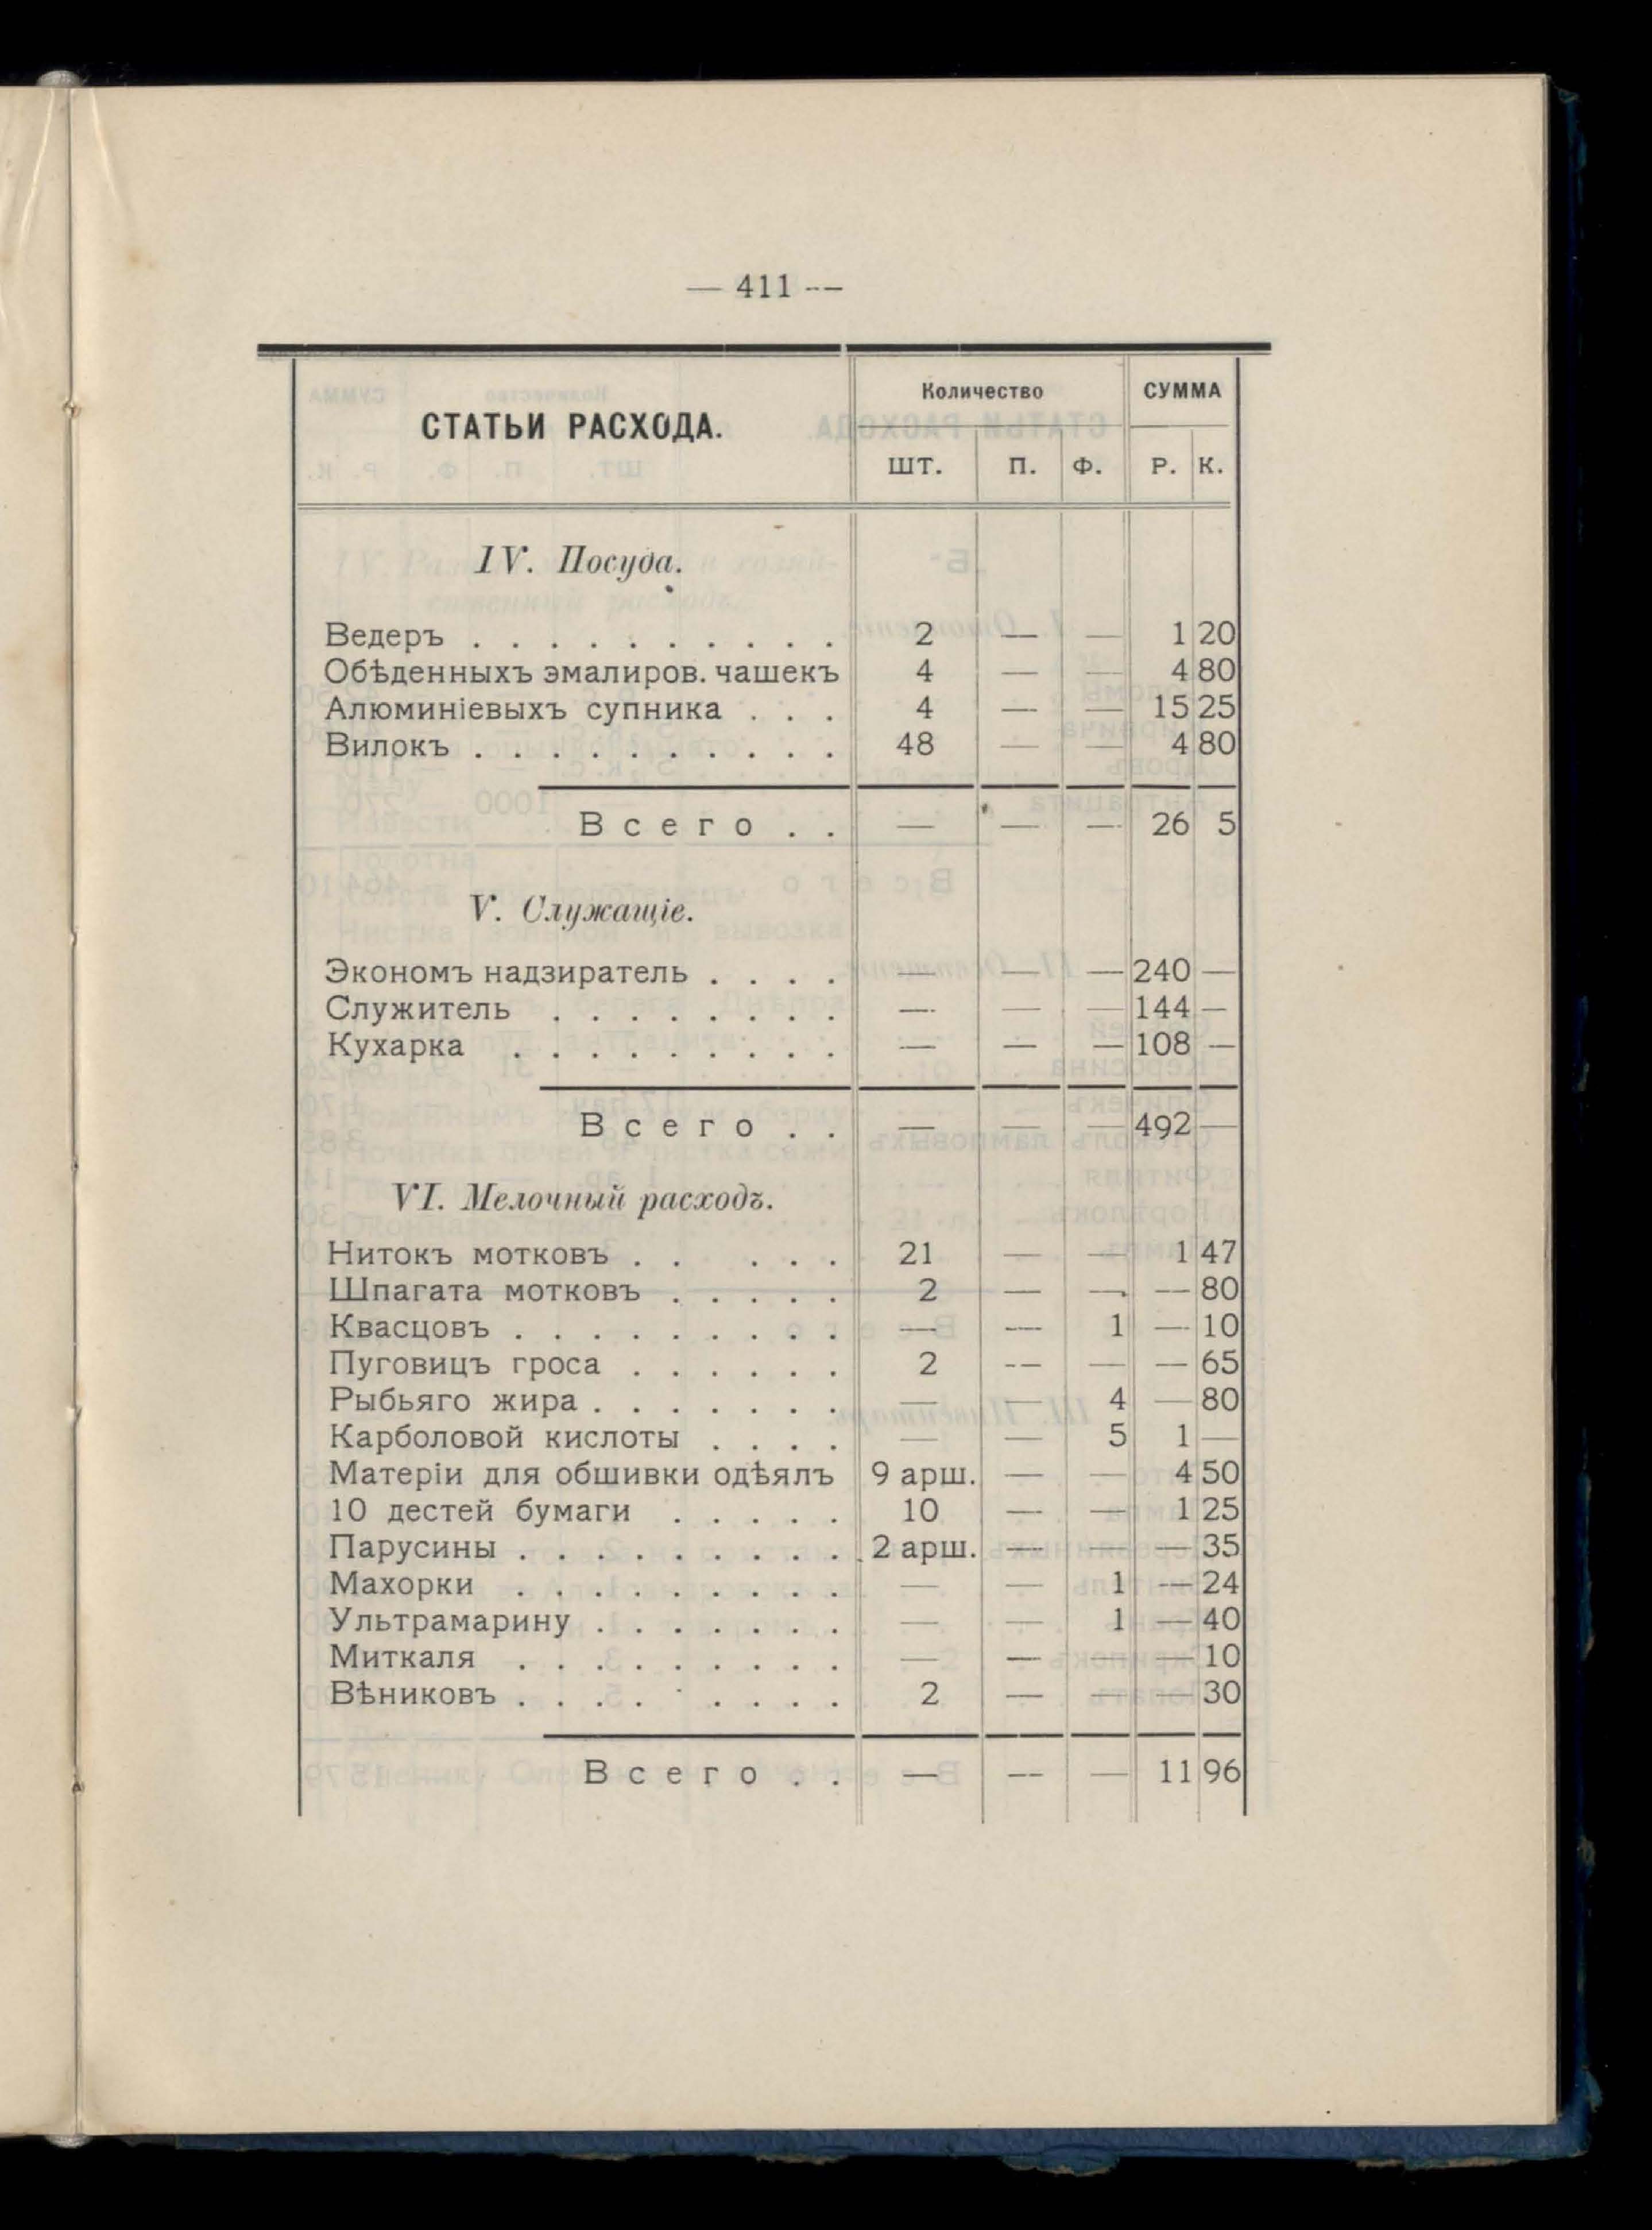 — 411 —
СТАТЬИ РАСХОДА. Количество СУММА
ШТ. П. Ф. Р. К.
IV. Посуда.
Ведеръ . . . . . . . . . . 2 — — 1 20
Обѣденныхъ эмалиров. чашекъ 4 — — 4 80
Алюминіевыхъ супника . . . 4 — — 15 25
Вилокъ . . . . . . . . . . 48 — — 4 80
Всего . . — — — 26 5
V. Служащіе.
Экономъ надзиратель . . . . — — — 240 —
Служитель . . . . . . . . — — — 144 —
Кухарка . . . . . . . . . — — — 108 —
Всего . . — — — 492 —
VI. Мелочный расходъ.
Нитокъ мотковъ . . . . . 21 — — 1 47
Шпагата мотковъ . . . . . 2 — — — 80
Квасцовъ . . . . . . . . . — — 1 — 10
Пуговицъ гроса . . . . . . 2 — — — 65
Рыбьяго жира . . . . . . . — — 4 — 80
Карболовой кислоты . . . . — — 5 1 —
Матеріи для обшивки одѣялъ 9 арш. — — 4 50
10 дестей бумаги . . . . . 10 — — 1 25
Парусины . . . . . . . . . 2 арш. — — — 35
Махорки . . . . . . . . . — — 1 — 24
Ультрамарину . . . . . . . — — 1 — 40
Миткаля . . . . . . . . . — — — — 10
Вѣниковъ . . . . . . . . 2 — — — 30
Всего . . — — — 11 96